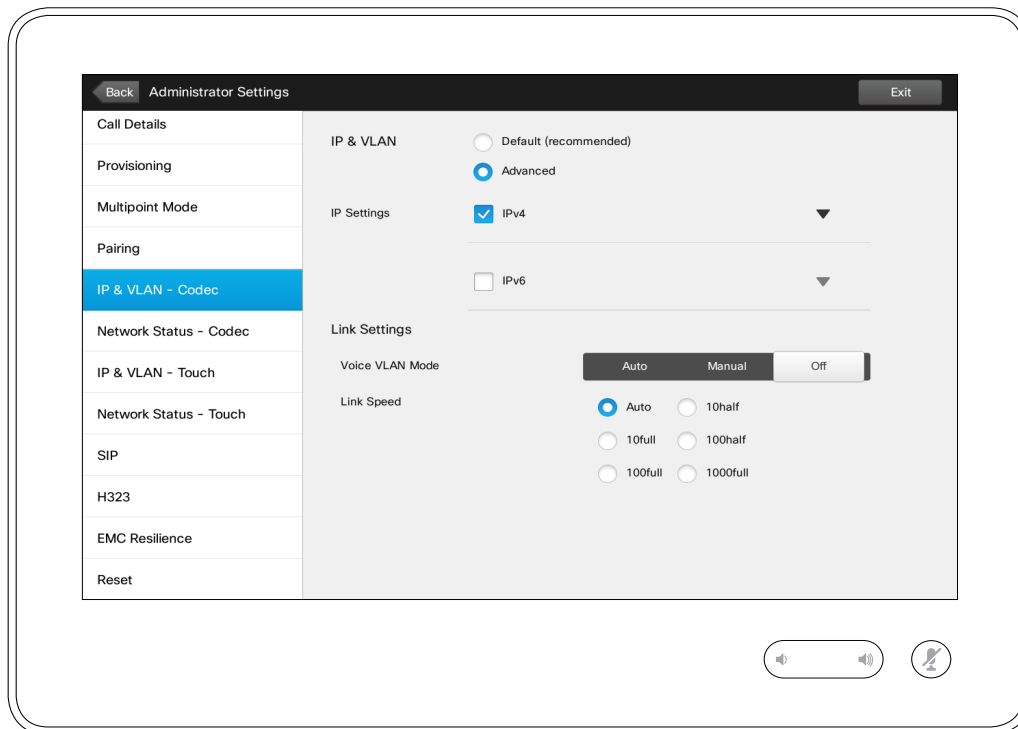 Back Administrator Settings Exit
Call Details
Provisioning
Multipoint Mode
Pairing
IP & VLAN - Codec
Network Status - Codec
IP & VLAN - Touch
Network Status - Touch
SIP
H323
EMC Resilience
Reset
IP & VLAN Default (recommended)
Advanced
IP Settings IPv4
IPv6
Link Settings
Voice VLAN Mode Auto Manual Off
Link Speed Auto 10half
10full 100half
100full 1000full